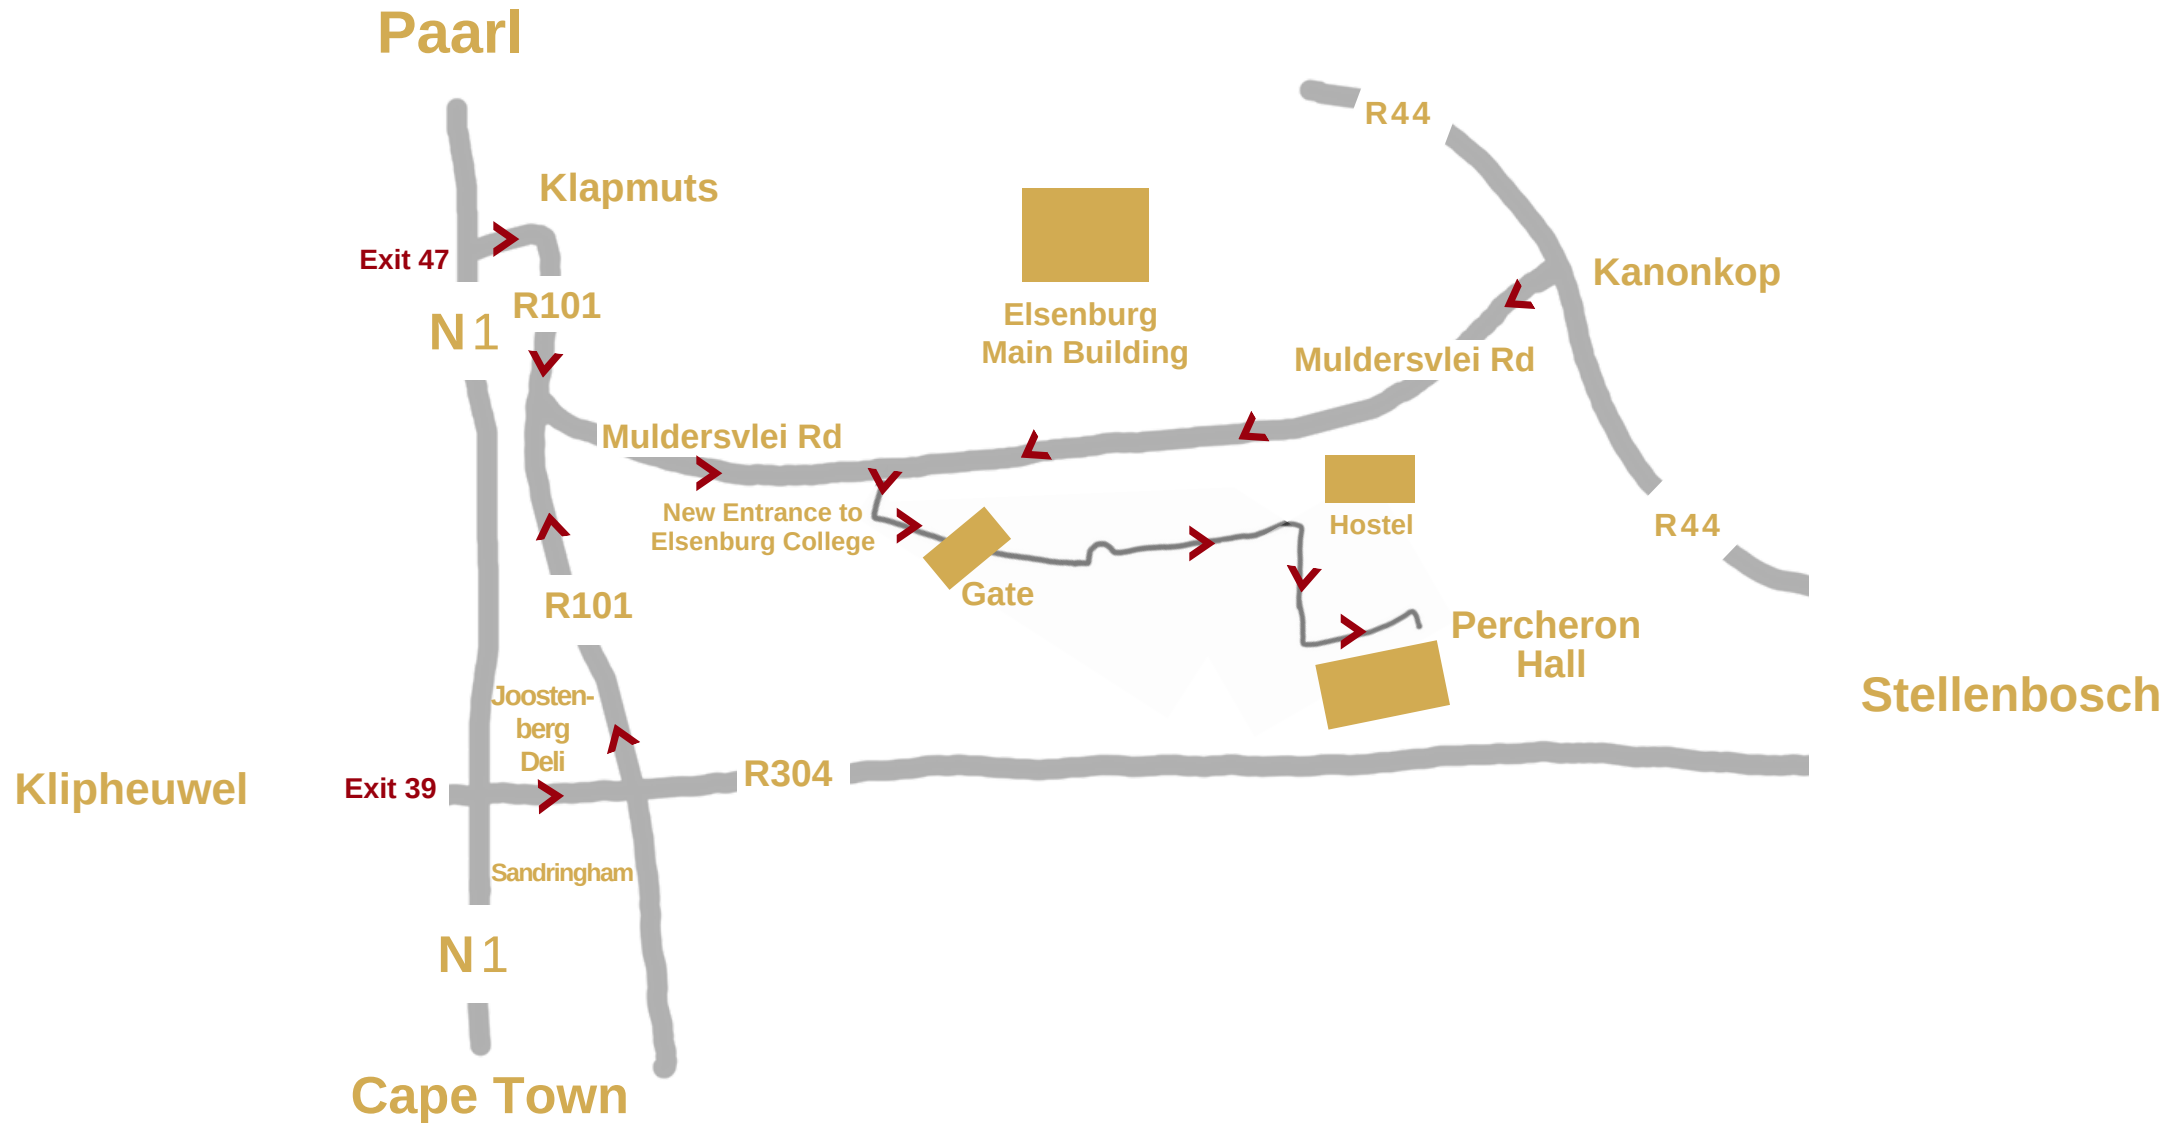 Paarl
R44
Klapmuts
Exit 47
Kanonkop
R101
N1
Elsenburg
Main Building
Muldersvlei Rd
Muldersvlei Rd
New Entrance to
Elsenburg College
Hostel
R44
Gate
R101
Percheron
Hall
Joosten-
berg
Deli
Stellenbosch
Klipheuwel
Exit 39
R304
Sandringham
N1
Cape Town